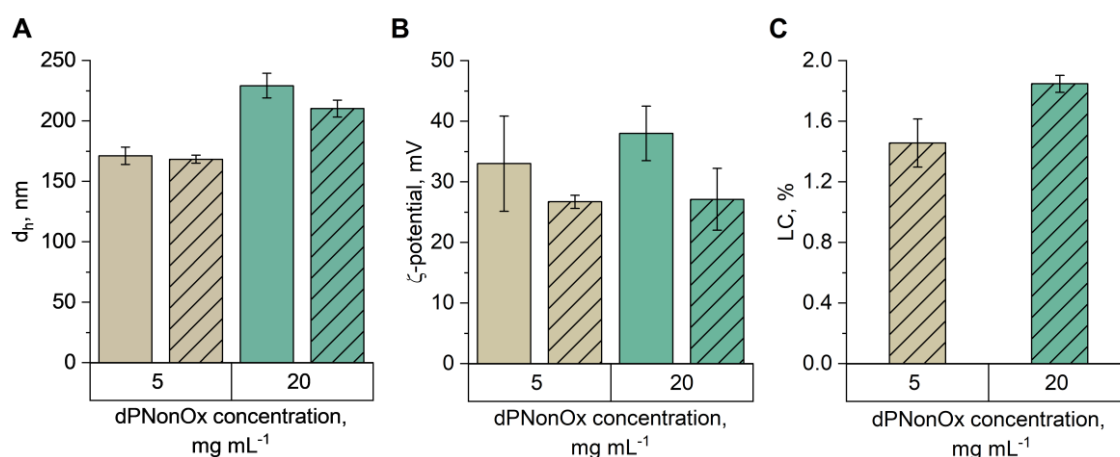 A
250
200
150
100
50
0
d_h, nm
5 20
dPNonOx concentration,
mg mL⁻¹
B
50
40
30
20
10
0
ζ-potential, mV
5 20
dPNonOx concentration,
mg mL⁻¹
C
2.0
1.6
1.2
0.8
0.4
0.0
LC, %
5 20
dPNonOx concentration,
mg mL⁻¹